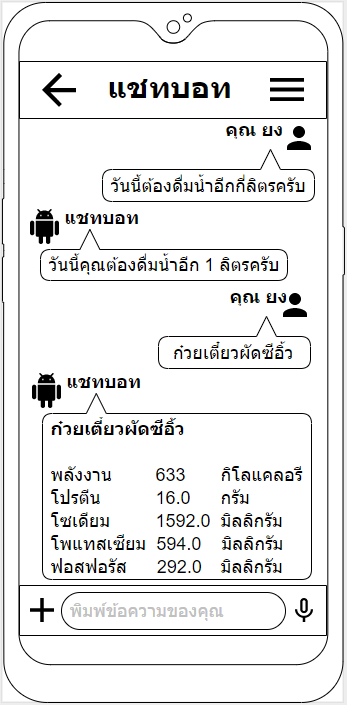 แชทบอท
คุณ ยง
วันนี้ต้องดื่มน้ำอีกกี่ลิตรครับ
แชทบอท
วันนี้คุณต้องดื่มน้ำอีก 1 ลิตรครับ
คุณ ยง
ก๋วยเตี๋ยวผัดซีอิ๊ว
แชทบอท
ก๋วยเตี๋ยวผัดซีอิ๊ว
พลังงาน 633 กิโลแคลอรี
โปรตีน 16.0 กรัม
โซเดียม 1592.0 มิลลิกรัม
โพแทสเซียม 594.0 มิลลิกรัม
ฟอสฟอรัส 292.0 มิลลิกรัม
พิมพ์ข้อความของคุณ